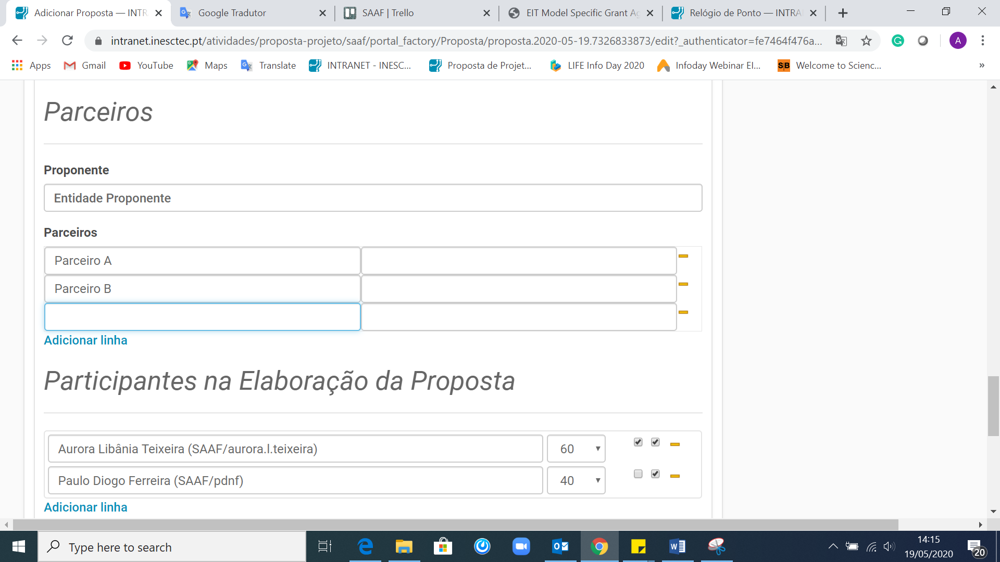 Adicionar Proposta — INTR
Google Tradutor
SAAF | Trello
EIT Model Specific Grant Ag
Relógio de Ponto — INTRA
intranet.inesctec.pt/atividades/proposta-projeto/saaf/portal_factory/Proposta/proposta.2020-05-19.7326833873/edit?_authenticator=fe7464f476a...
A
Apps
Gmail
YouTube
Maps
Translate
INTRANET - INESC...
Proposta de Projet...
LIFE Info Day 2020
Infoday Webinar EI...
SB
Welcome to Scienc...
»
Parceiros
Proponente
Entidade Proponente
Parceiros
Parceiro A
Parceiro B
Adicionar linha
Participantes na Elaboração da Proposta
Aurora Libânia Teixeira (SAAF/aurora.l.teixeira)
60
Paulo Diogo Ferreira (SAAF/pdnf)
40
Adicionar linha
Type here to search
14:15
19/05/2020
20